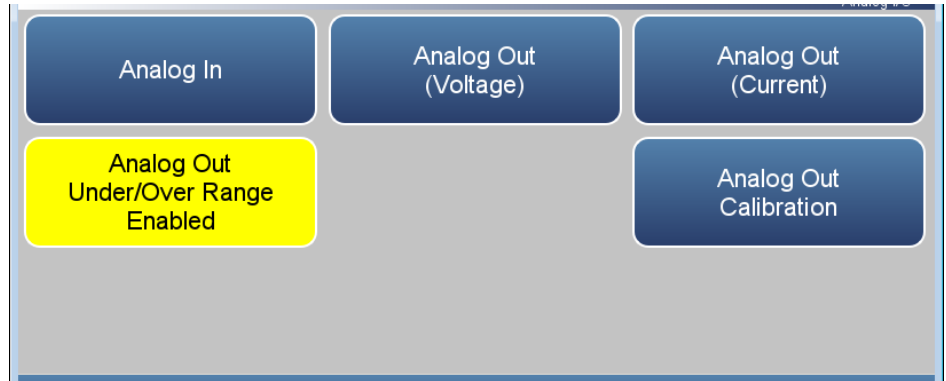 Analog In
Analog Out
(Voltage)
Analog Out
(Current)
Analog Out
Under/Over Range
Enabled
Analog Out
Calibration